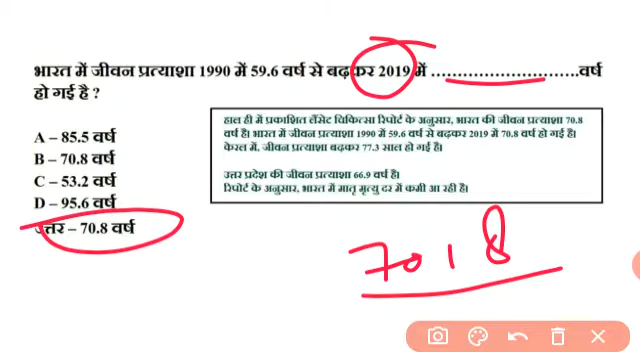 भारत में जीवन प्रत्याशा 1990 में 59.6 वर्ष से बढ़कर 2019 में ...........................वर्ष
हो गई है ?
A – 85.5 वर्ष
B – 70.8 वर्ष
C – 53.2 वर्ष
D – 95.6 वर्ष
उत्तर – 70.8 वर्ष
हाल ही में प्रकाशित लैंसेट चिकित्सा रिपोर्ट के अनुसार, भारत की जीवन प्रत्याशा 70.8
वर्ष है। भारत में जीवन प्रत्याशा 1990 में 59.6 वर्ष से बढ़कर 2019 में 70.8 वर्ष हो गई है।
केरल में, जीवन प्रत्याशा बढ़कर 77.3 साल हो गई है।
उत्तर प्रदेश की जीवन प्रत्याशा 66.9 वर्ष है।
रिपोर्ट के अनुसार, भारत में मातृ मृत्यु दर में कमी आ रही है।
70.8